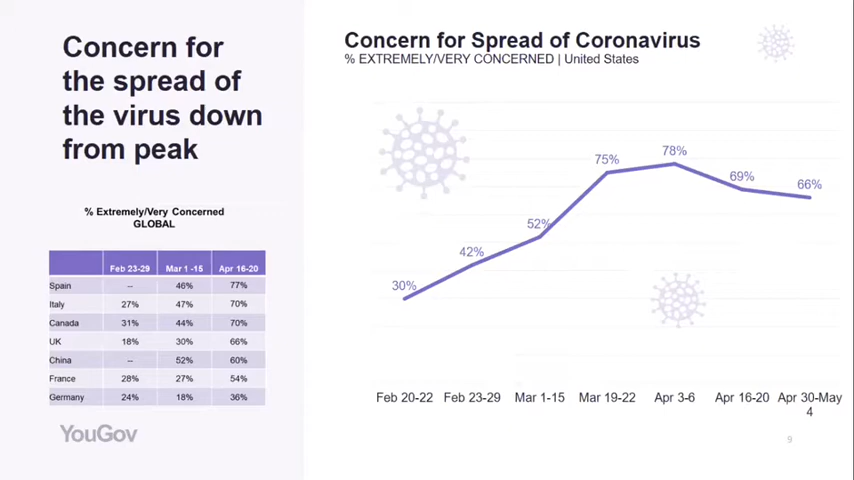 Concern for
the spread of
the virus down
from peak
% Extremely/Very Concerned
GLOBAL
Feb 23-29 Mar 1 -15 Apr 16-20
Spain -- 46% 77%
Italy 27% 47% 70%
Canada 31% 44% 70%
UK 18% 30% 66%
China -- 52% 60%
France 28% 27% 54%
Germany 24% 18% 36%
YouGov
Concern for Spread of Coronavirus
% EXTREMELY/VERY CONCERNED | United States
30% 42% 52% 75% 78% 69% 66%
Feb 20-22 Feb 23-29 Mar 1-15 Mar 19-22 Apr 3-6 Apr 16-20 Apr 30-May
4
9